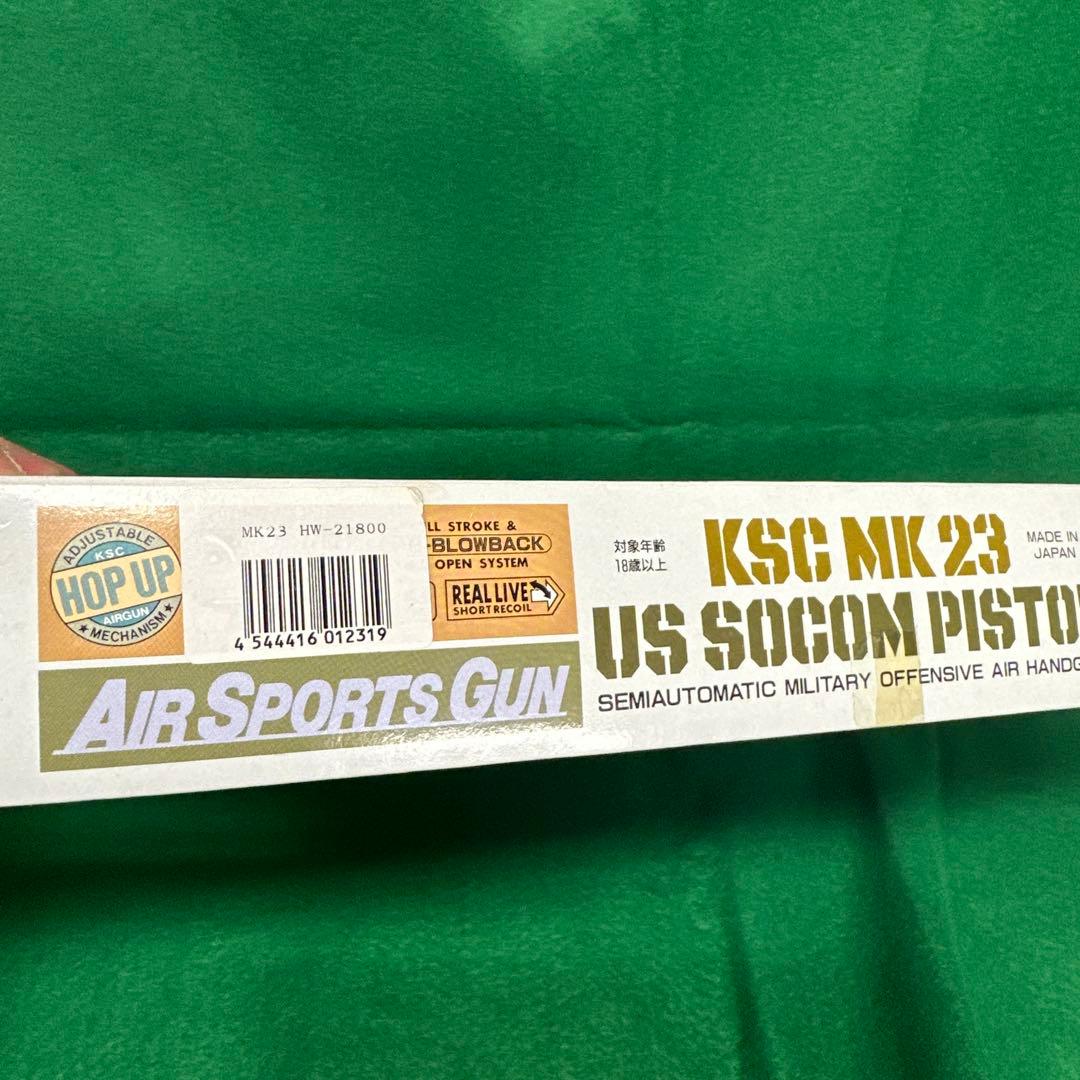 ADJUSTABLE
KSC
HOP UP
AIRGUN
★MECHANISM★
MK23 HW-21800
4 544416 012319
LL STROKE &
-BLOWBACK
OPEN SYSTEM
REAL LIVE
SHORT RECOIL
AIR SPORTS GUN
対象年齢
18歳以上
KSC MK23
MADE IN
JAPAN
US SOCOM PISTO
SEMIAUTOMATIC MILITARY OFFENSIVE AIR HANDG